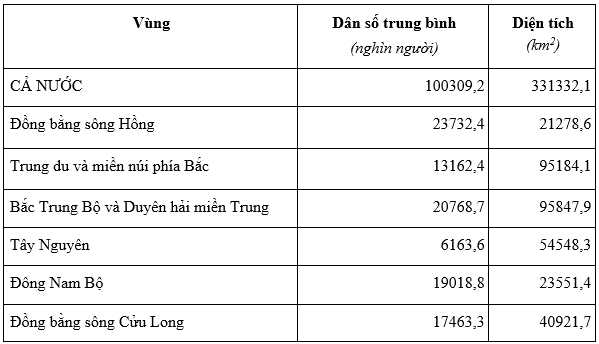 Vùng Dân số trung bình Diện tích
(nghìn người) (km²)
CẢ NƯỚC 100309,2 331332,1
Đồng bằng sông Hồng 23732,4 21278,6
Trung du và miền núi phía Bắc 13162,4 95184,1
Bắc Trung Bộ và Duyên hải miền Trung 20768,7 95847,9
Tây Nguyên 6163,6 54548,3
Đông Nam Bộ 19018,8 23551,4
Đồng bằng sông Cửu Long 17463,3 40921,7